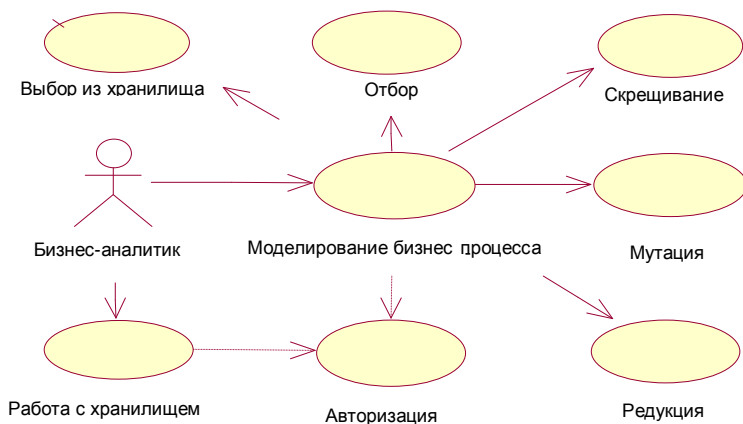 Выбор из хранилища
Отбор
Скрещивание
Бизнес-аналитик
Моделирование бизнес процесса
Мутация
Работа с хранилищем
Авторизация
Редукция